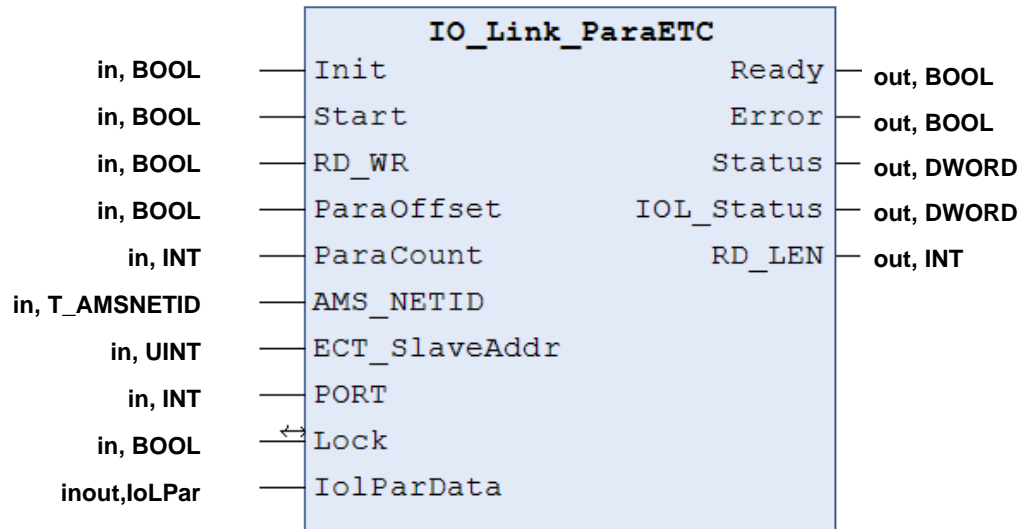 IO_Link_ParaETC
in, BOOL Init Ready out, BOOL
in, BOOL Start Error out, BOOL
in, BOOL RD_WR Status out, DWORD
in, BOOL ParaOffset IOL_Status out, DWORD
in, INT ParaCount RD_LEN out, INT
in, T_AMSNETID AMS_NETID
in, UINT ECT_SlaveAddr
in, INT PORT
in, BOOL Lock
inout,IoLPar IolParData